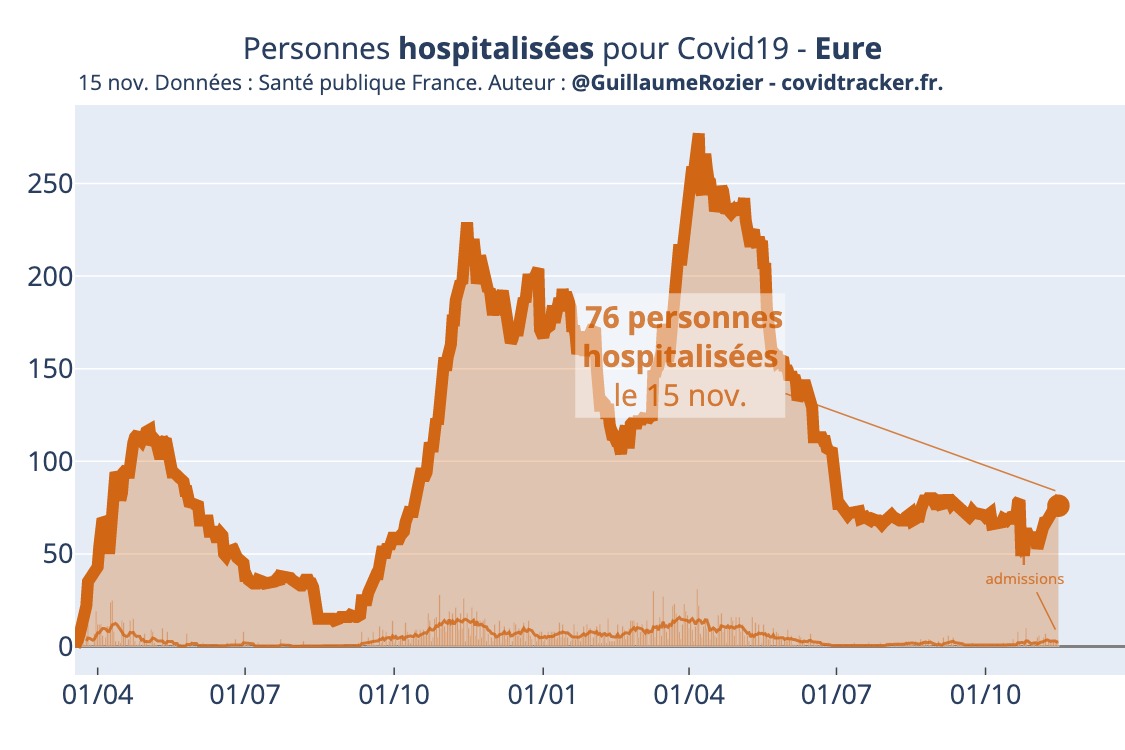 Personnes hospitalisées pour Covid19 - Eure
15 nov. Données : Santé publique France. Auteur : @GuillaumeRozier - covidtracker.fr.
250
200
150
100
50
0
76 personnes
hospitalisées
le 15 nov.
admissions
01/04 01/07 01/10 01/01 01/04 01/07 01/10